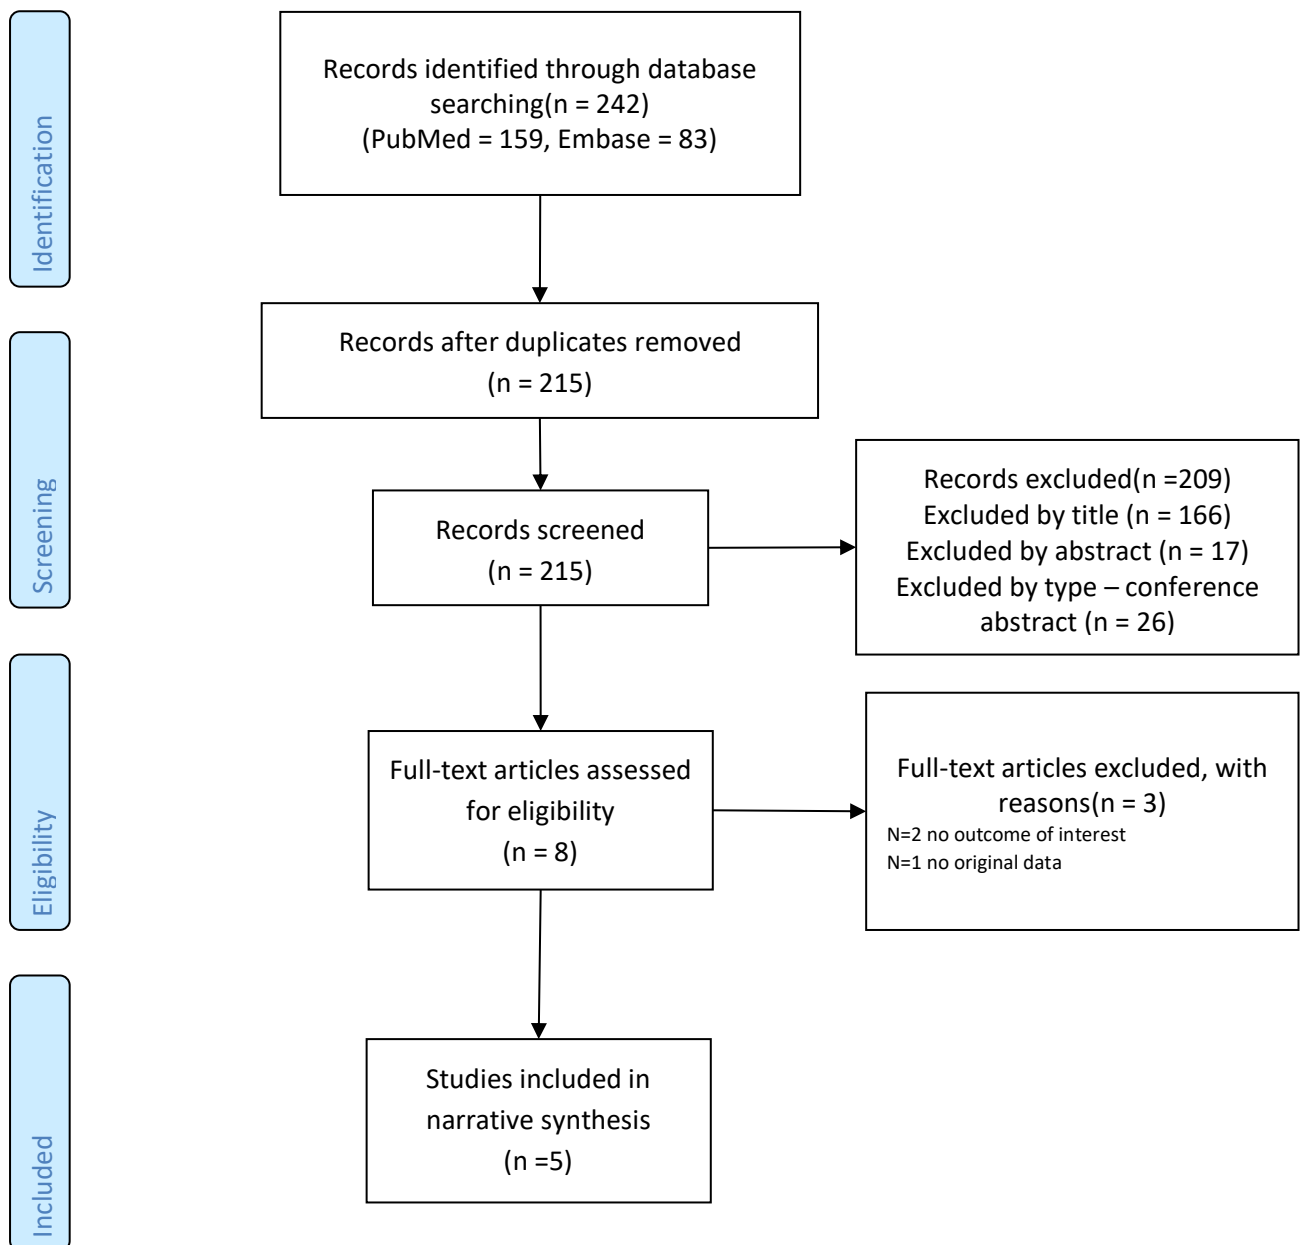 Identification
Records identified through database
searching(n = 242)
(PubMed = 159, Embase = 83)
Records after duplicates removed
(n = 215)
Screening
Records screened
(n = 215)
Records excluded(n =209)
Excluded by title (n = 166)
Excluded by abstract (n = 17)
Excluded by type – conference
abstract (n = 26)
Eligibility
Full-text articles assessed
for eligibility
(n = 8)
Full-text articles excluded, with
reasons(n = 3)
N=2 no outcome of interest
N=1 no original data
Included
Studies included in
narrative synthesis
(n =5)